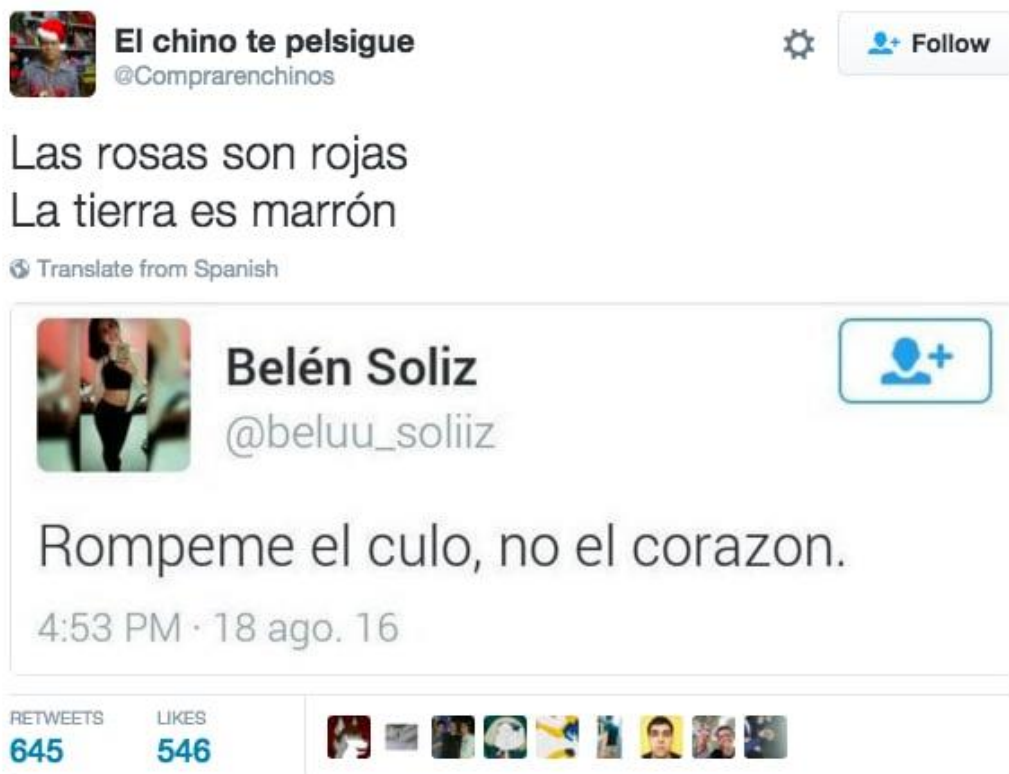 El chino te pelsigue
@Comprarenchinos
Follow
Las rosas son rojas
La tierra es marrón
Translate from Spanish
Belén Soliz
@beluu_soliiz
Rompeme el culo, no el corazon.
4:53 PM · 18 ago. 16
RETWEETS LIKES
645 546